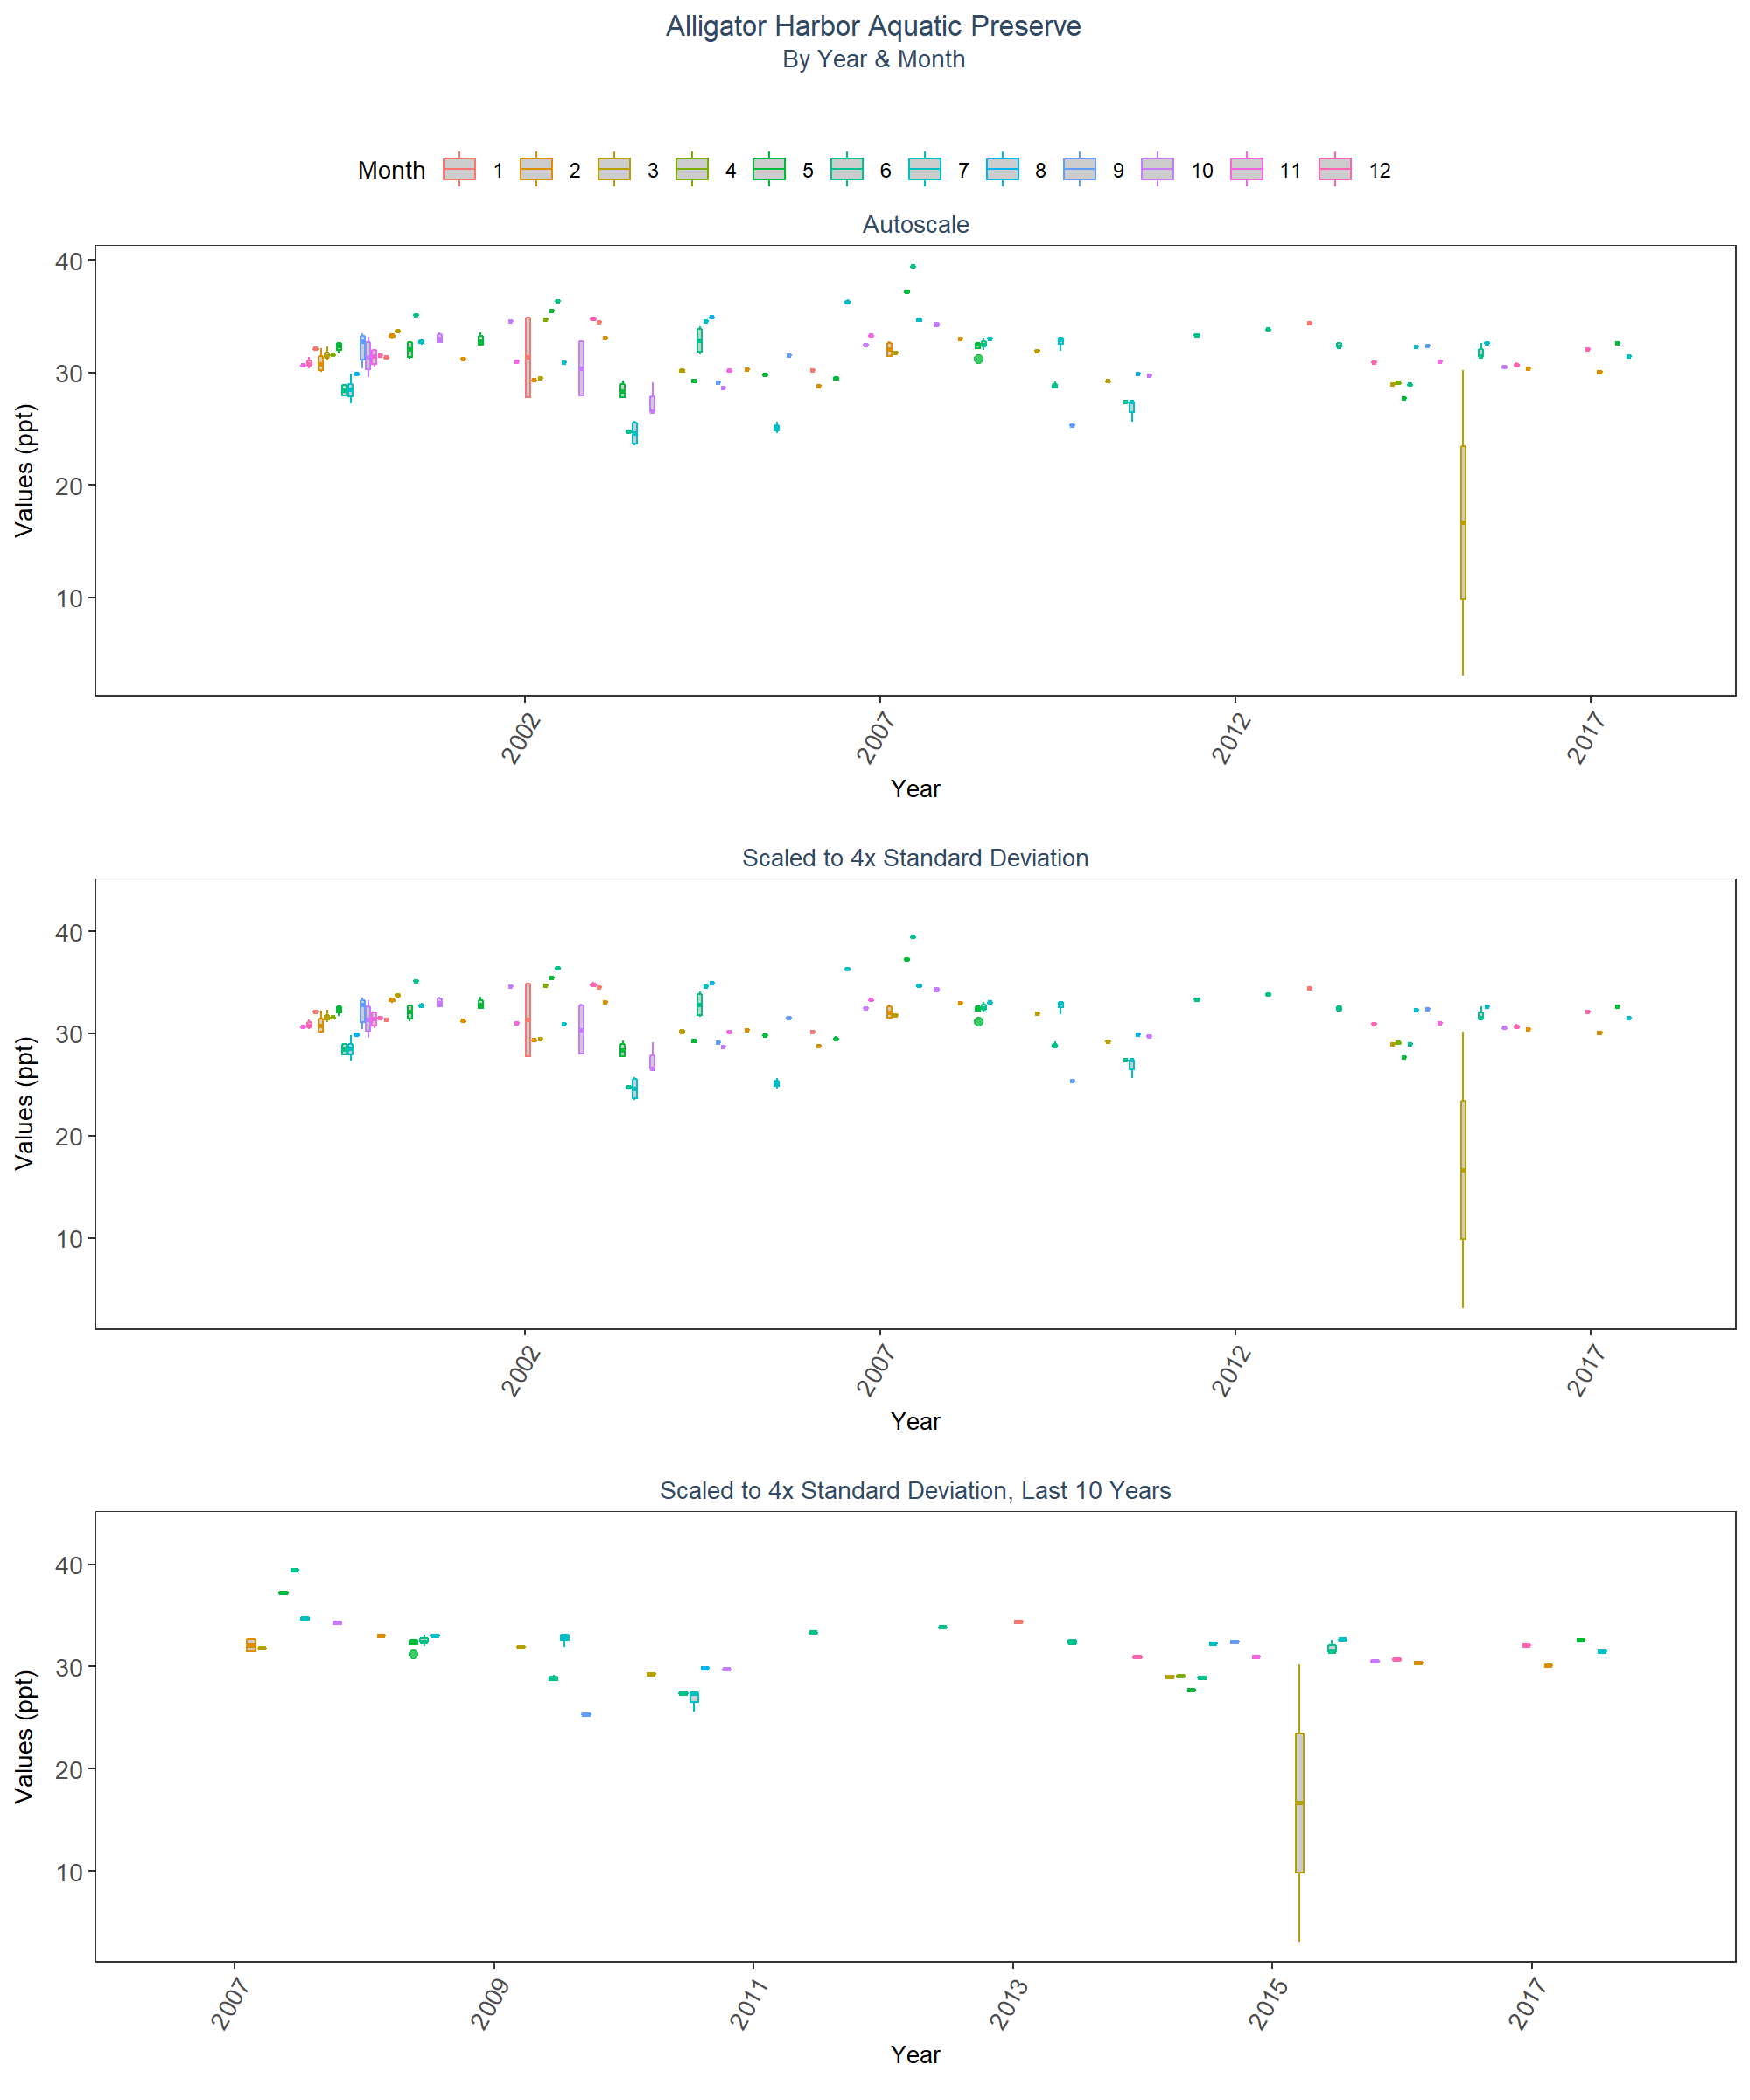 Alligator Harbor Aquatic Preserve
By Year & Month
Month 1 2 3 4 5 6 7 8 9 10 11 12
Autoscale
40
30
20
10
Values (ppt)
2002 2007 2012 2017
Year
Scaled to 4x Standard Deviation
40
30
20
10
Values (ppt)
2002 2007 2012 2017
Year
Scaled to 4x Standard Deviation, Last 10 Years
40
30
20
10
Values (ppt)
2007 2009 2011 2013 2015 2017
Year